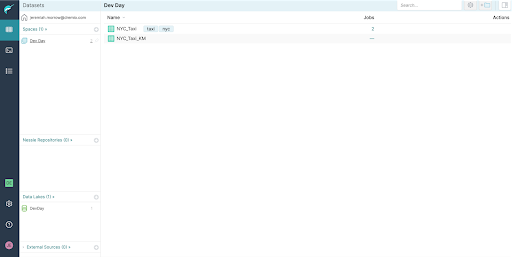 Datasets
jeremiah.morrow@dremio.com
Spaces (1)
Dev Day 2
Nessie Repositories (0)
Data Lakes (1)
DevDay
External Sources (0)
Dev Day
Search...
Name Jobs Actions
NYC_Taxi taxi nyc 2
NYC_Taxi_KM —